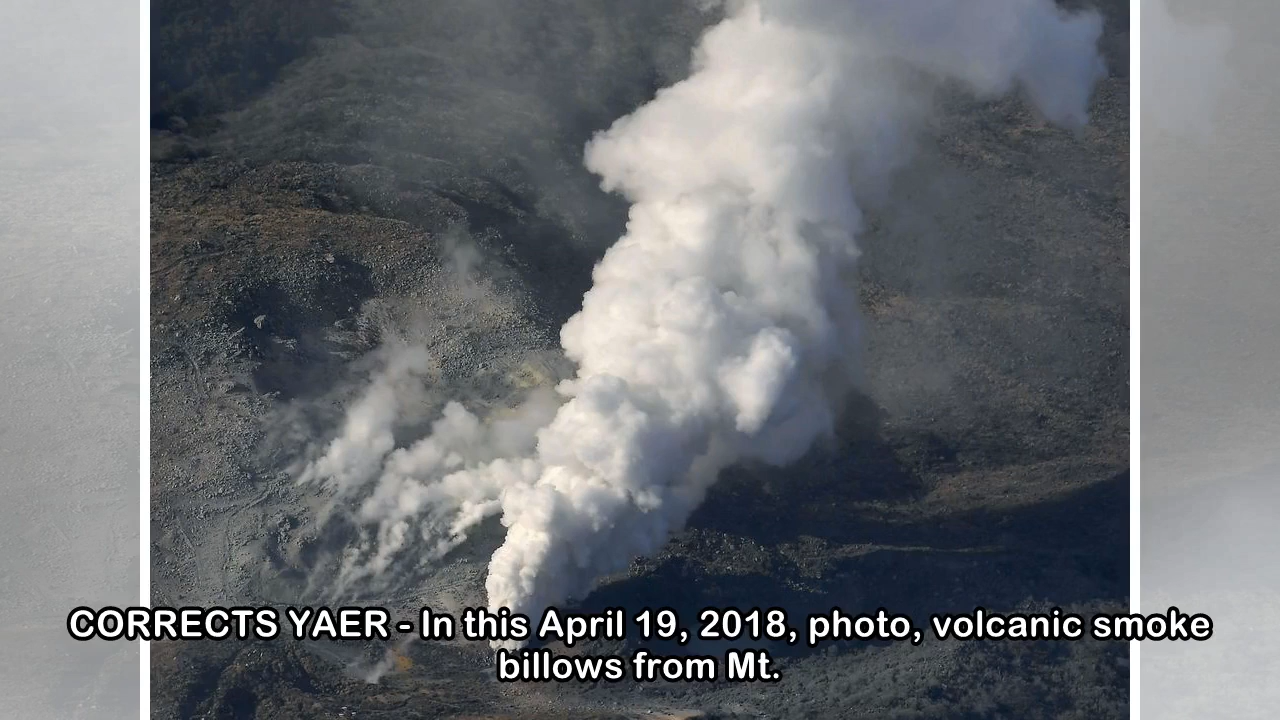 CORRECTS YAER - In this April 19, 2018, photo, volcanic smoke
billows from Mt.